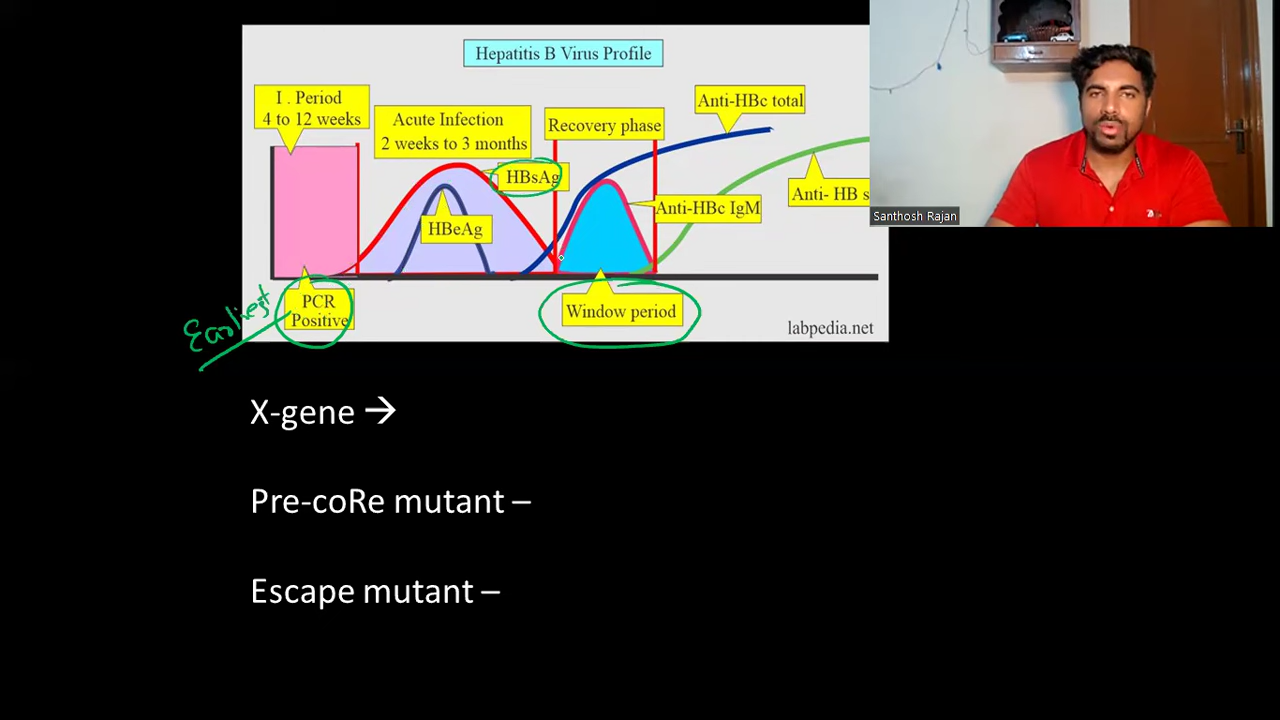 Hepatitis B Virus Profile
I . Period
4 to 12 weeks
Acute Infection
2 weeks to 3 months
Recovery phase
Anti-HBc total
HBsAg
HBeAg
Anti-HBc IgM
Anti- HB s
Santhosh Rajan
Earliest
PCR
Positive
Window period
labpedia.net
X-gene →
Pre-coRe mutant –
Escape mutant –